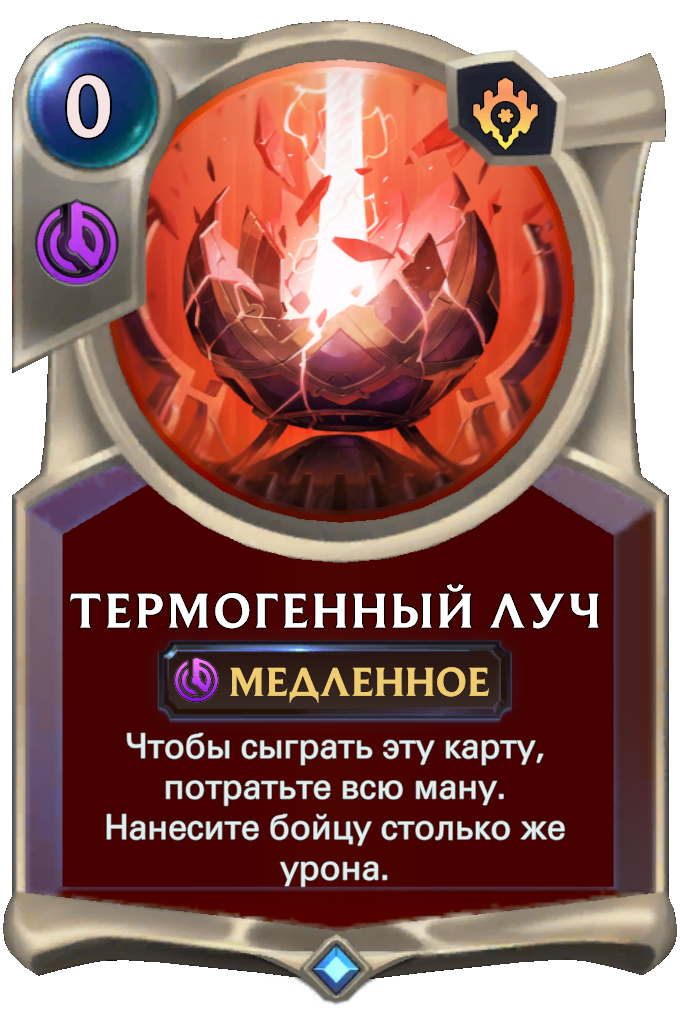 0
ТЕРМОГЕННЫЙ ЛУЧ
МЕДЛЕННОЕ
Чтобы сыграть эту карту,
потратьте всю ману.
Нанесите бойцу столько же
урона.